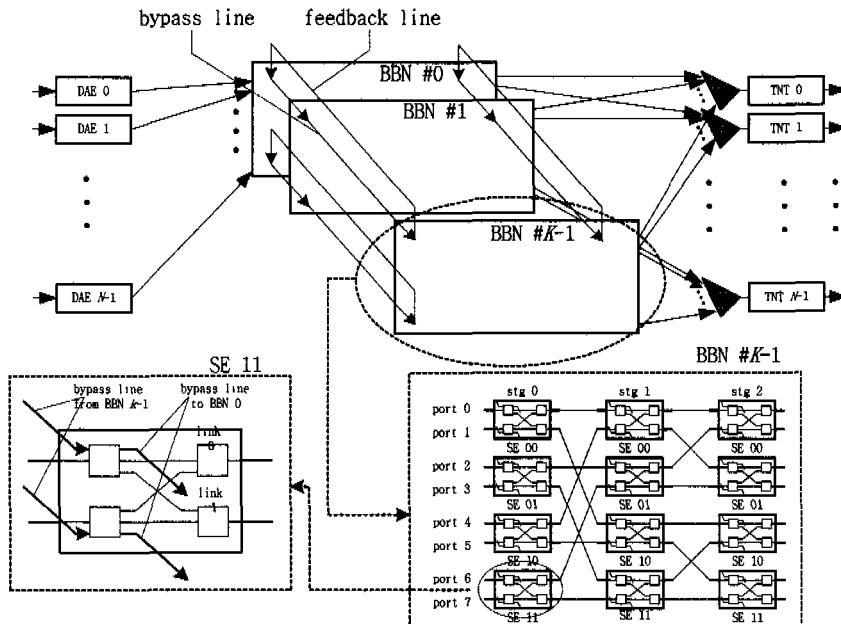 bypass line
feedback line
BBN #0
DAE 0
TNT 0
BBN #1
DAE 1
TNT 1
BBN #K-1
DAE N-1
TNT N-1
SE 11
BBN #K-1
bypass line
from BBN k-1
bypass line
to BBN 0
link
0
link
1
stg 0
stg 1
stg 2
port 0
port 1
SE 00
SE 00
SE 00
port 2
port 3
SE 01
SE 01
SE 01
port 4
port 5
SE 10
SE 10
SE 10
port 6
port 7
SE 11
SE 11
SE 11